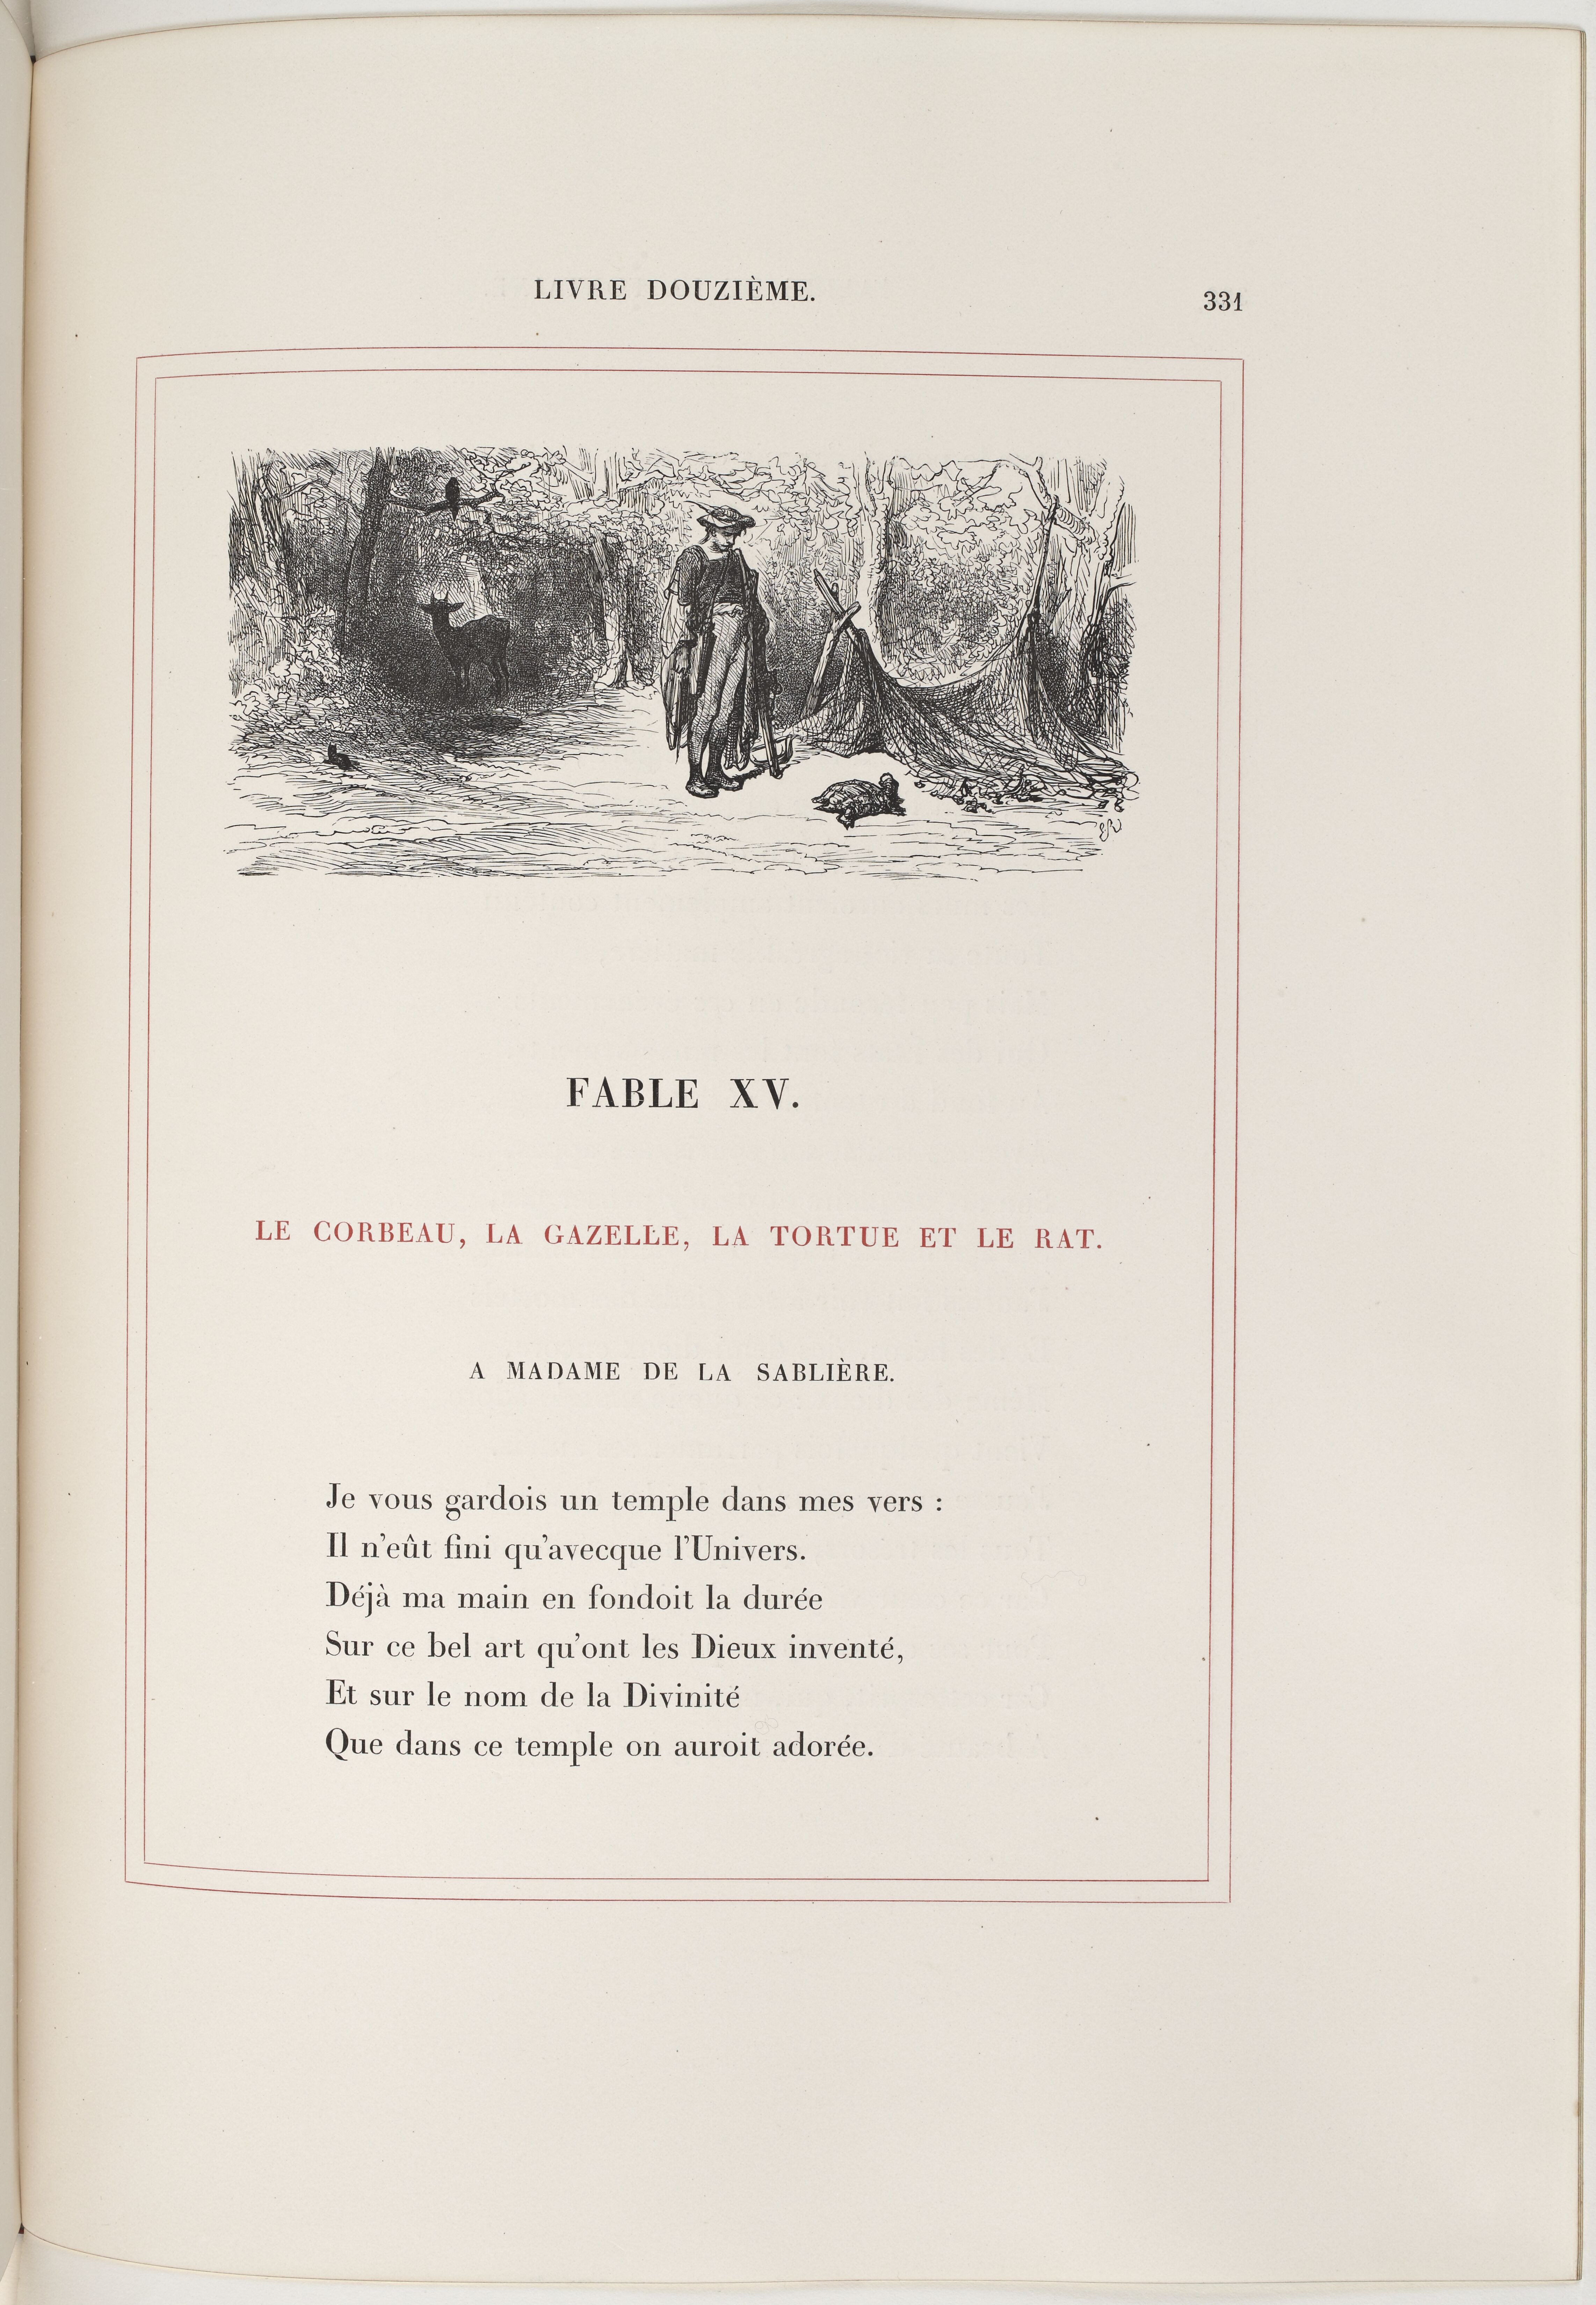 LIVRE DOUZIÈME.
331
FABLE XV.
LE CORBEAU, LA GAZELLE, LA TORTUE ET LE RAT.
A MADAME DE LA SABLIÈRE.
Je vous gardois un temple dans mes vers :
Il n'eût fini qu'avecque l'Univers.
Déjà ma main en fondoit la durée
Sur ce bel art qu'ont les Dieux inventé,
Et sur le nom de la Divinité
Que dans ce temple on auroit adorée.